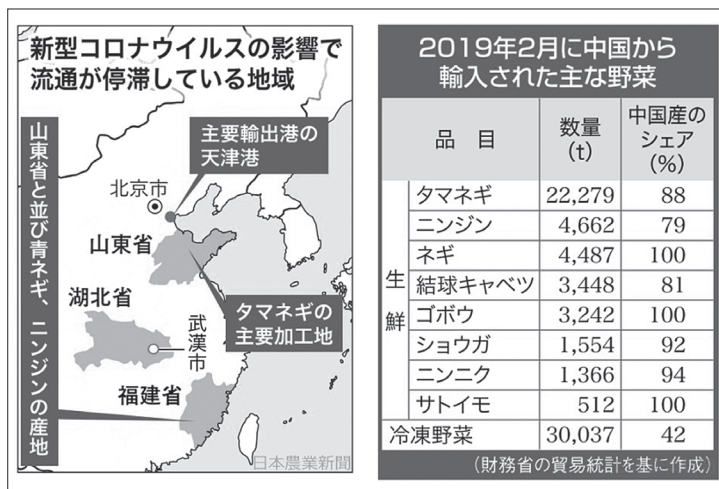 新型コロナウイルスの影響で
流通が停滞している地域
山東省と並び青ネギ、ニンジンの産地
主要輸出港の
天津港
北京市
山東省
湖北省
タマネギの
主要加工地
武漢市
福建省
日本農業新聞
2019年2月に中国から
輸入された主な野菜
品 目 数量(t) 中国産のシェア(%)
生鮮
タマネギ 22,279 88
ニンジン 4,662 79
ネギ 4,487 100
結球キャベツ 3,448 81
ゴボウ 3,242 100
ショウガ 1,554 92
ニンニク 1,366 94
サトイモ 512 100
冷凍野菜 30,037 42
(財務省の貿易統計を基に作成)